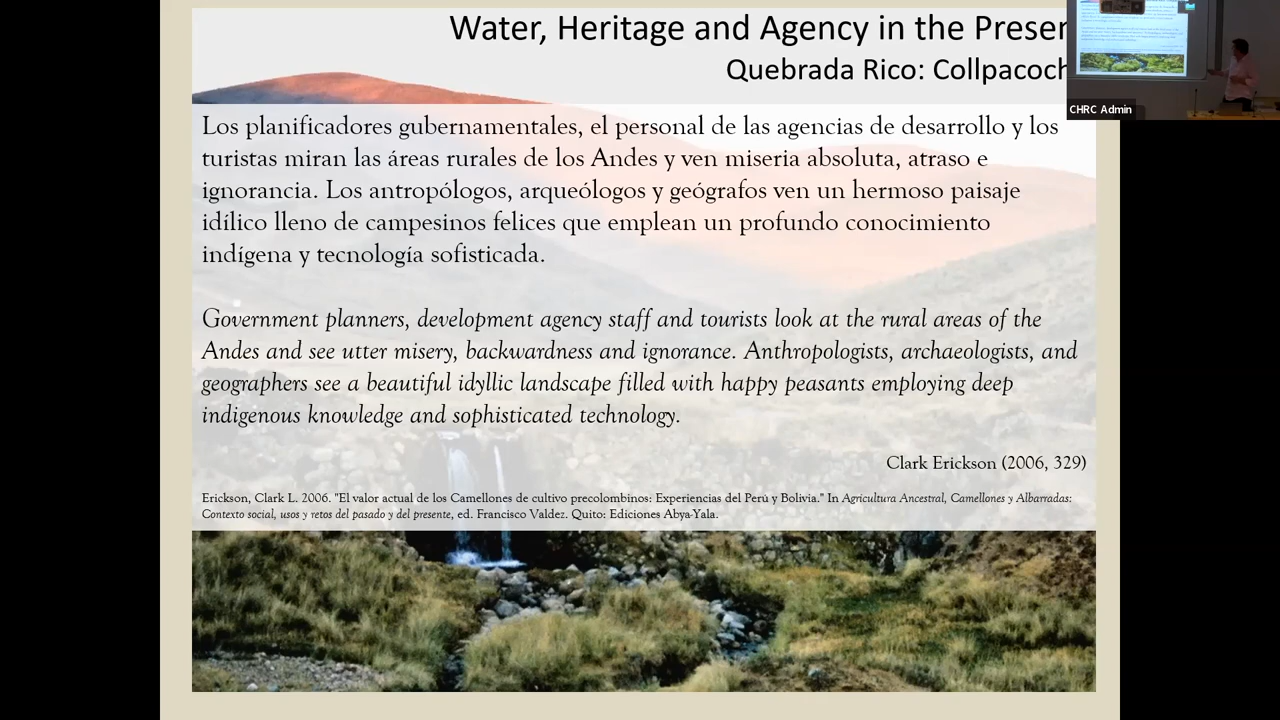 Water, Heritage and Agency in the Presen
Quebrada Rico: Collpacoch
CHRC Admin
Los planificadores gubernamentales, el personal de las agencias de desarrollo y los
turistas miran las áreas rurales de los Andes y ven miseria absoluta, atraso e
ignorancia. Los antropólogos, arqueólogos y geógrafos ven un hermoso paisaje
idílico lleno de campesinos felices que emplean un profundo conocimiento
indígena y tecnología sofisticada.
Government planners, development agency staff and tourists look at the rural areas of the
Andes and see utter misery, backwardness and ignorance. Anthropologists, archaeologists, and
geographers see a beautiful idyllic landscape filled with happy peasants employing deep
indigenous knowledge and sophisticated technology.
Clark Erickson (2006, 329)
Erickson, Clark L. 2006. "El valor actual de los Camellones de cultivo precolombinos: Experiencias del Perú y Bolivia." In Agricultura Ancestral, Camellones y Albarradas:
Contexto social, usos y retos del pasado y del presente, ed. Francisco Valdez. Quito: Ediciones Abya-Yala.